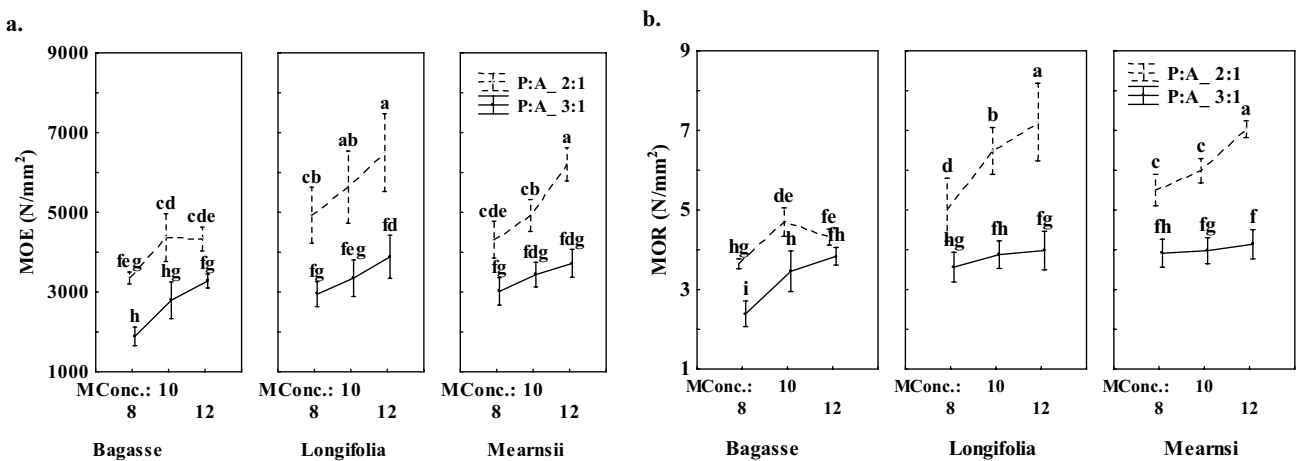 a.
MOE (N/mm²)
9000
7000
5000
3000
1000
feg cd cde
h hg fg
cb ab a
fg feg fd
P:A_ 2:1
P:A_ 3:1
cde cb a
fg fdg fdg
MConc.: 10 MConc.: 10 MConc.: 10
8 12 8 12 8 12
Bagasse Longifolia Mearnsii
b.
MOR (N/mm²)
9
7
5
3
1
hg de fe
i h fh
d b a
hg fh fg
P:A_ 2:1
P:A_ 3:1
c c a
fh fg f
MConc.: 10 MConc.: 10 MConc.: 10
8 12 8 12 8 12
Bagasse Longifolia Mearnsi